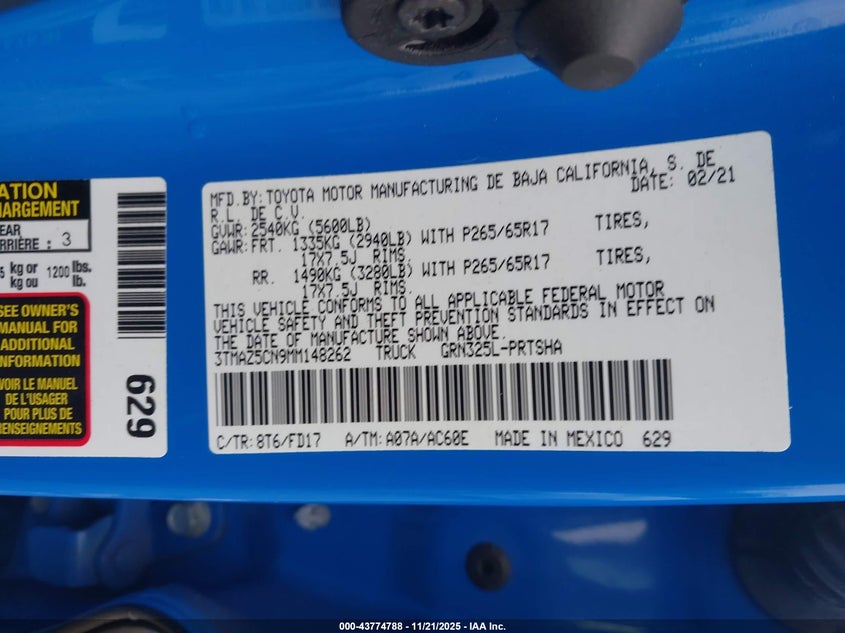 ATION
HARGEMENT
EAR
RRIÈRE : 3
5 kg or 1200 lbs.
kg ou lb.
SEE OWNER'S
MANUAL FOR
ADDITIONAL
INFORMATION
VOIR LE MANUEL
DE L'USAGER
POUR PLUS DE
RENSEIGNEMENTS
629
MFD.BY:TOYOTA MOTOR MANUFACTURING DE BAJA CALIFORNIA, S. DE
R.L. DE C.V. DATE: 02/21
GVWR:2540KG (5600LB)
GAWR:FRT. 1335KG (2940LB) WITH P265/65R17 TIRES,
17X7.5J RIMS.
RR. 1490KG (3280LB) WITH P265/65R17 TIRES,
17X7.5J RIMS.
THIS VEHICLE CONFORMS TO ALL APPLICABLE FEDERAL MOTOR
VEHICLE SAFETY AND THEFT PREVENTION STANDARDS IN EFFECT ON
THE DATE OF MANUFACTURE SHOWN ABOVE.
3TMAZ5CN9MM148262 TRUCK GRN325L-PRTSHA
C/TR:8T6/FD17 A/TM:A07A/AC60E MADE IN MEXICO 629
000-43774788 - 11/21/2025 - IAA Inc.